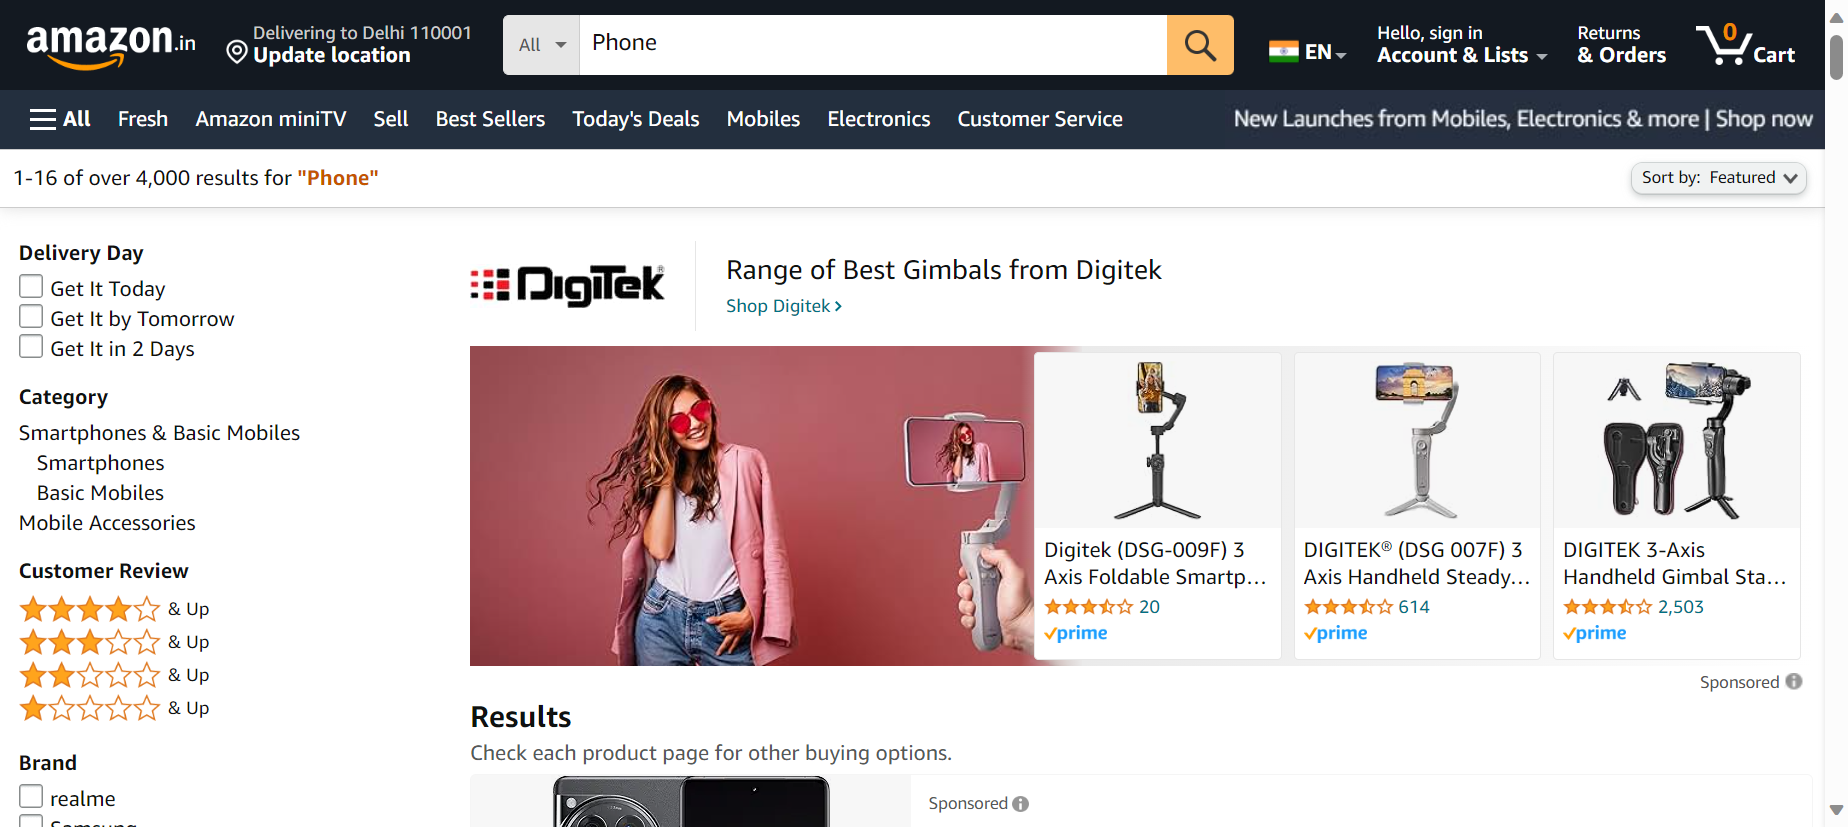 amazon.in
Delivering to Delhi 110001
Update location
All
Phone
EN
Hello, sign in
Account & Lists
Returns
& Orders
0
Cart
All
Fresh
Amazon miniTV
Sell
Best Sellers
Today's Deals
Mobiles
Electronics
Customer Service
New Launches from Mobiles, Electronics & more | Shop now
1-16 of over 4,000 results for "Phone"
Sort by: Featured
Delivery Day
Get It Today
Get It by Tomorrow
Get It in 2 Days
Category
Smartphones & Basic Mobiles
Smartphones
Basic Mobiles
Mobile Accessories
Customer Review
& Up
& Up
& Up
& Up
Brand
realme
Samsung
DIGITEK®
Range of Best Gimbals from Digitek
Shop Digitek ›
Digitek (DSG-009F) 3
Axis Foldable Smartp...
20
prime
DIGITEK® (DSG 007F) 3
Axis Handheld Steady...
614
prime
DIGITEK 3-Axis
Handheld Gimbal Sta...
2,503
prime
Sponsored
Results
Check each product page for other buying options.
Sponsored